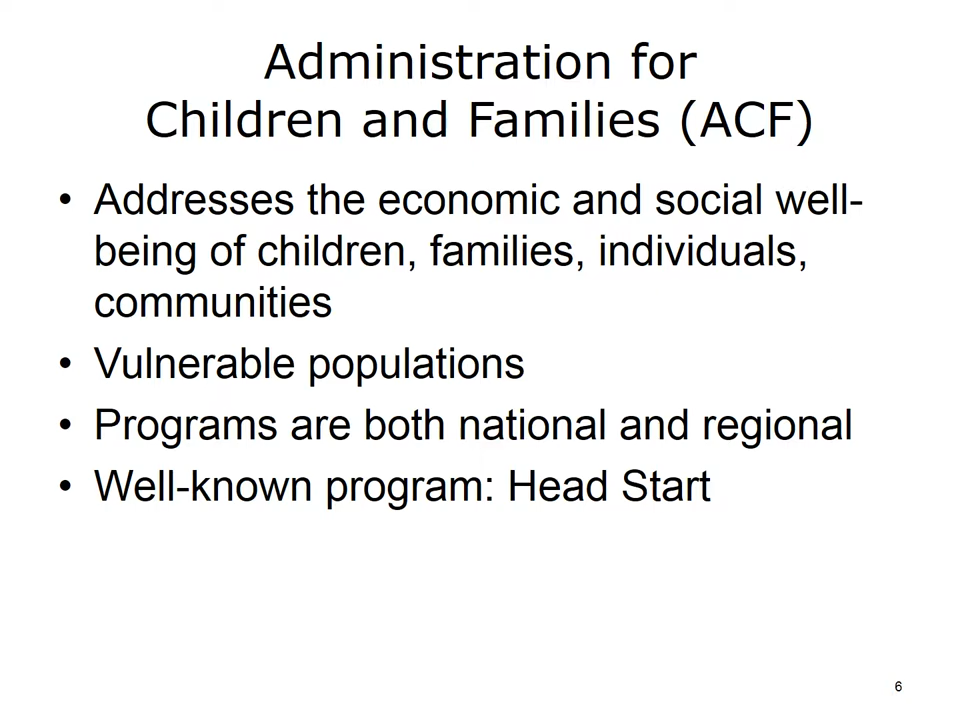 Administration for
Children and Families (ACF)
• Addresses the economic and social well-
being of children, families, individuals,
communities
• Vulnerable populations
• Programs are both national and regional
• Well-known program: Head Start
6